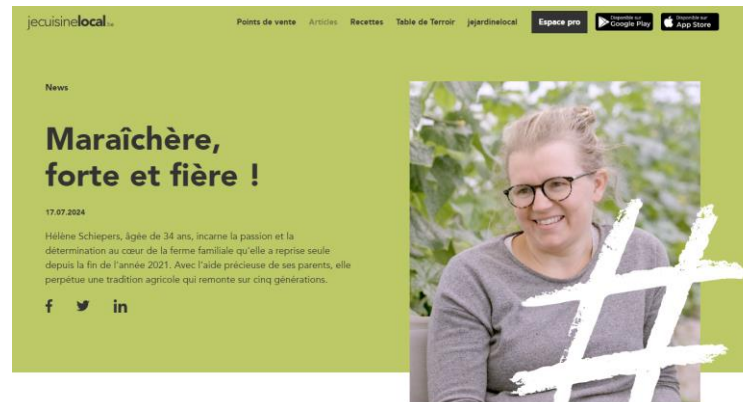 jecuisinelocal.be
Points de vente Articles Recettes Table de Terroir jejardinelocal Espace pro Disponible sur Google Play Disponible sur App Store
News
Maraîchère,
forte et fière !
17.07.2024
Hélène Schiepers, âgée de 34 ans, incarne la passion et la
détermination au cœur de la ferme familiale qu'elle a reprise seule
depuis la fin de l'année 2021. Avec l'aide précieuse de ses parents, elle
perpétue une tradition agricole qui remonte sur cinq générations.
f in
#